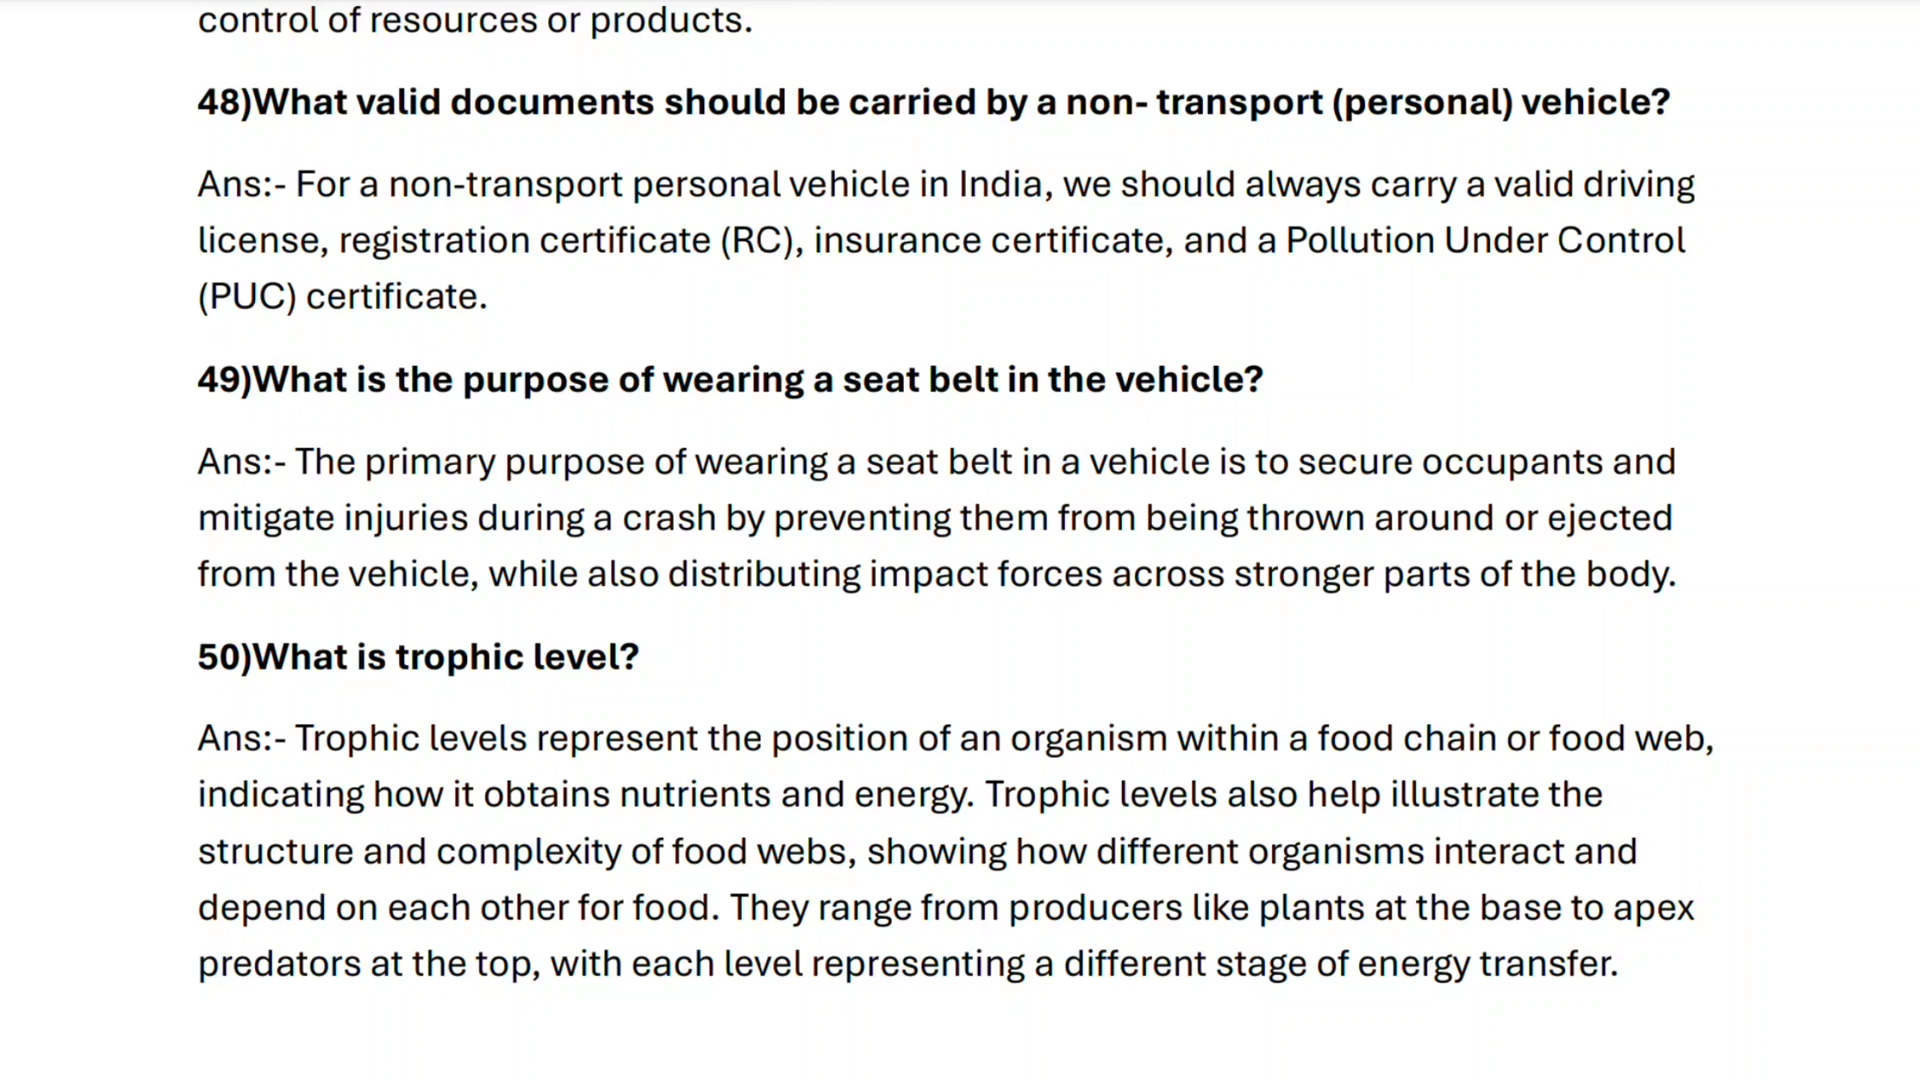 control of resources or products.
48)What valid documents should be carried by a non- transport (personal) vehicle?
Ans:- For a non-transport personal vehicle in India, we should always carry a valid driving
license, registration certificate (RC), insurance certificate, and a Pollution Under Control
(PUC) certificate.
49)What is the purpose of wearing a seat belt in the vehicle?
Ans:- The primary purpose of wearing a seat belt in a vehicle is to secure occupants and
mitigate injuries during a crash by preventing them from being thrown around or ejected
from the vehicle, while also distributing impact forces across stronger parts of the body.
50)What is trophic level?
Ans:- Trophic levels represent the position of an organism within a food chain or food web,
indicating how it obtains nutrients and energy. Trophic levels also help illustrate the
structure and complexity of food webs, showing how different organisms interact and
depend on each other for food. They range from producers like plants at the base to apex
predators at the top, with each level representing a different stage of energy transfer.